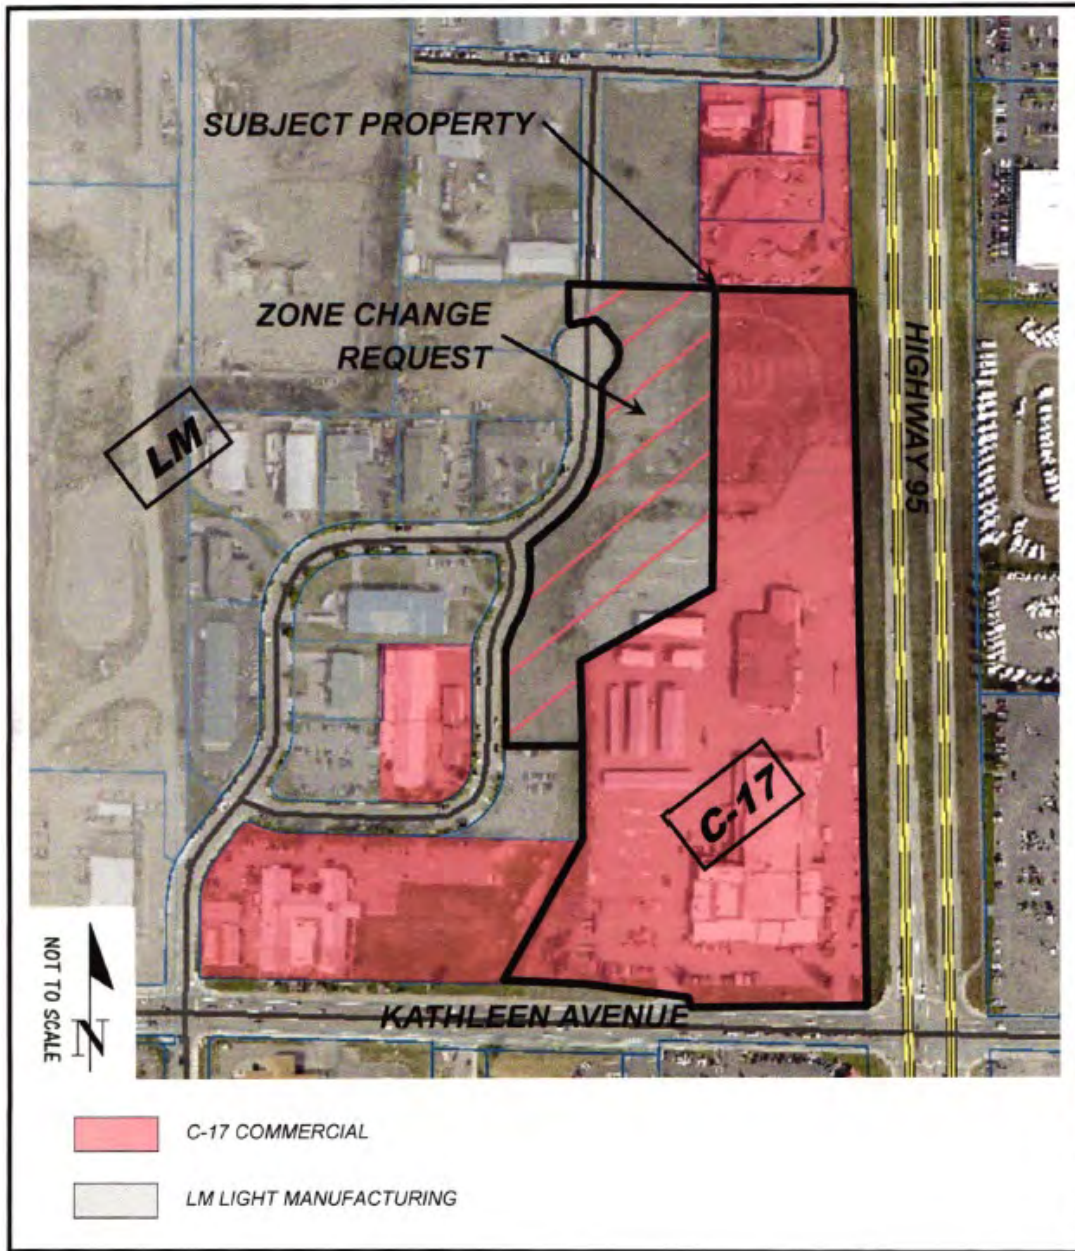 SUBJECT PROPERTY
ZONE CHANGE
REQUEST
HIGHWAY 95
LM
C-17
NOT TO SCALE
N
KATHLEEN AVENUE
C-17 COMMERCIAL
LM LIGHT MANUFACTURING